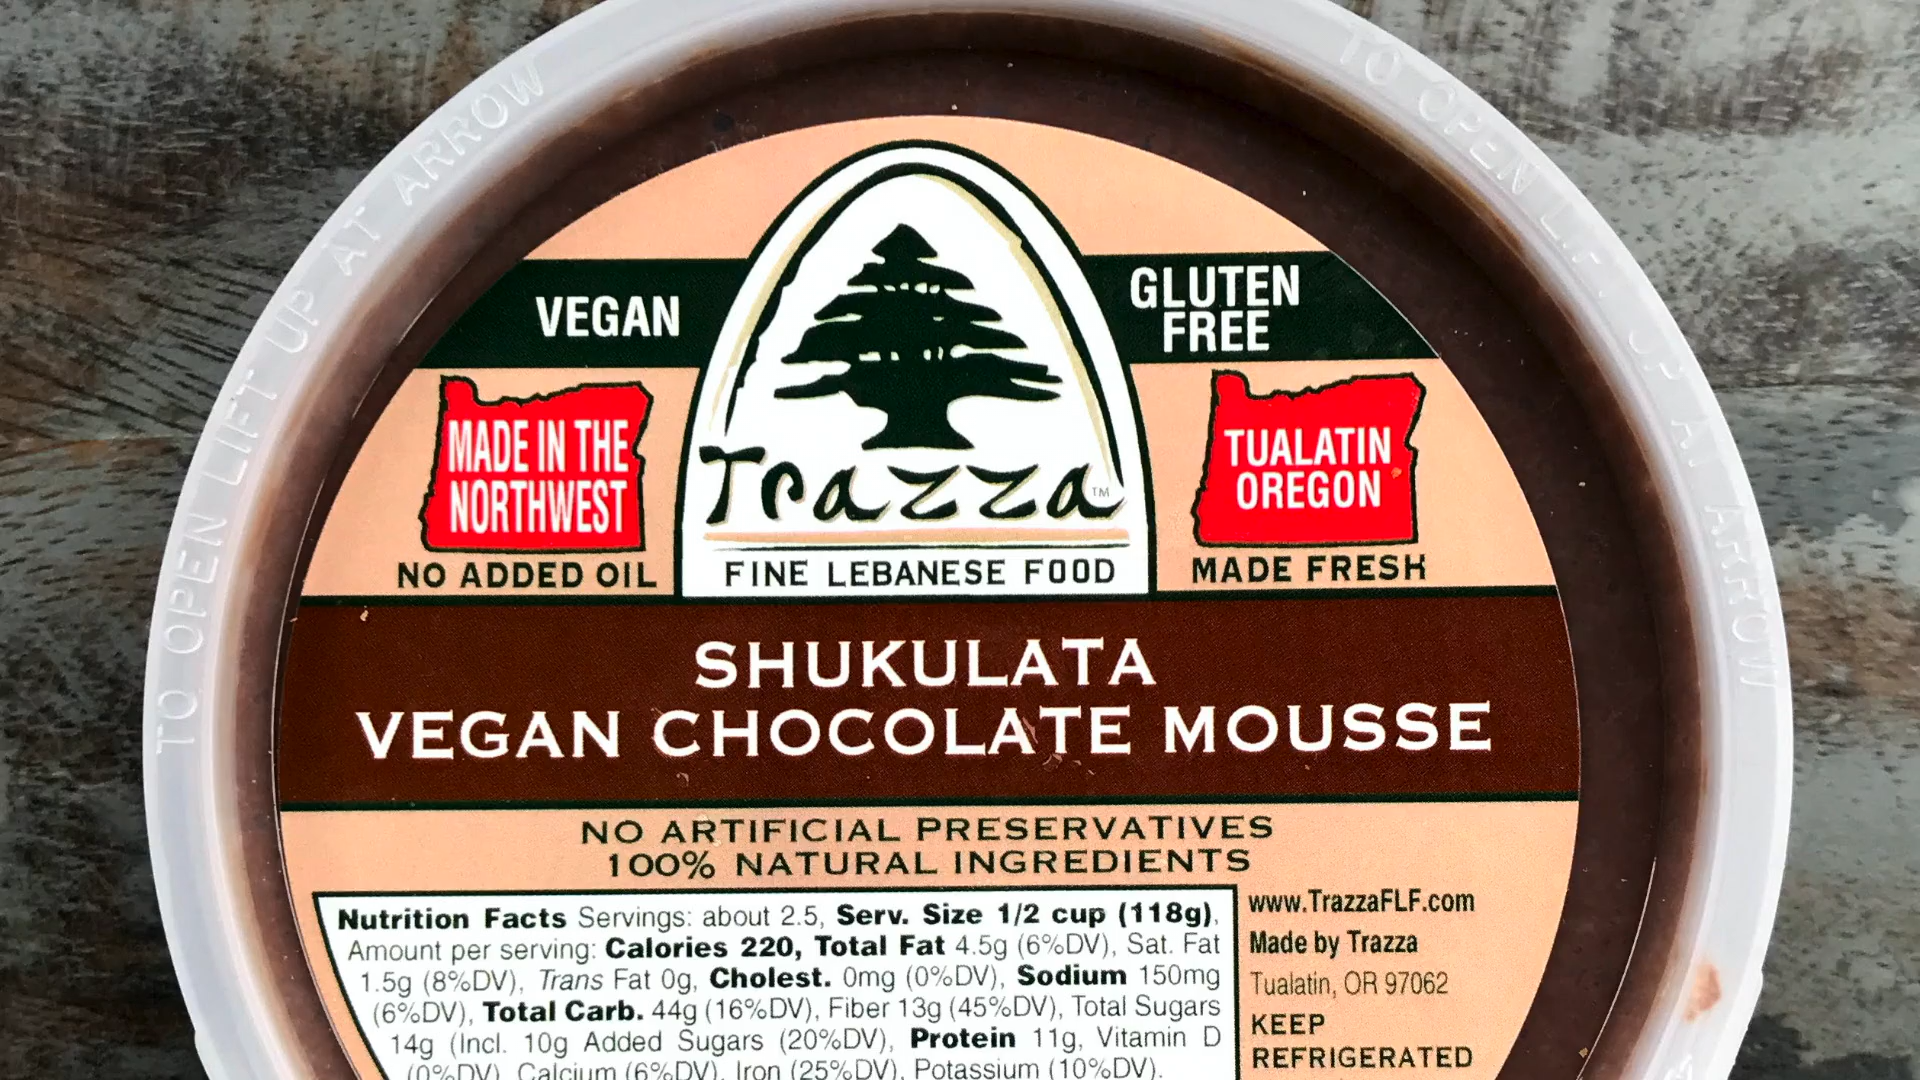 TO OPEN LIFT UP AT ARROW
TO OPEN LIFT UP AT ARROW
VEGAN
GLUTEN
FREE
MADE IN THE
NORTHWEST
NO ADDED OIL
Trazza™
FINE LEBANESE FOOD
TUALATIN
OREGON
MADE FRESH
SHUKULATA
VEGAN CHOCOLATE MOUSSE
NO ARTIFICIAL PRESERVATIVES
100% NATURAL INGREDIENTS
Nutrition Facts Servings: about 2.5, Serv. Size 1/2 cup (118g),
Amount per serving: Calories 220, Total Fat 4.5g (6%DV), Sat. Fat
1.5g (8%DV), Trans Fat 0g, Cholest. 0mg (0%DV), Sodium 150mg
(6%DV), Total Carb. 44g (16%DV), Fiber 13g (45%DV), Total Sugars
14g (Incl. 10g Added Sugars (20%DV), Protein 11g, Vitamin D
(0%DV), Calcium (6%DV), Iron (25%DV), Potassium (10%DV).
www.TrazzaFLF.com
Made by Trazza
Tualatin, OR 97062
KEEP
REFRIGERATED